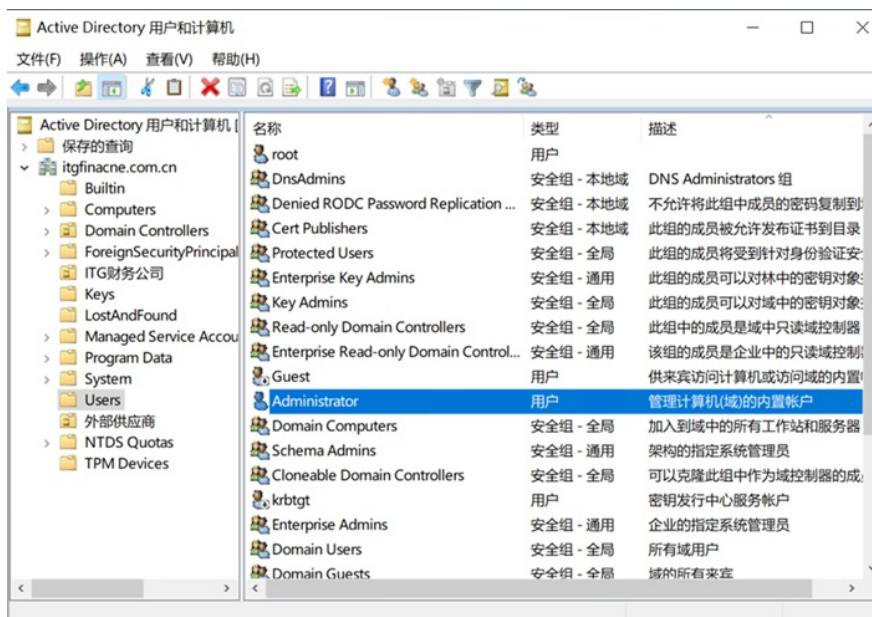 Active Directory 用户和计算机
文件(F) 操作(A) 查看(V) 帮助(H)
Active Directory 用户和计算机 [
保存的查询
itgfinacne.com.cn
Builtin
Computers
Domain Controllers
ForeignSecurityPrincipal
ITG财务公司
Keys
LostAndFound
Managed Service Accou
Program Data
System
Users
外部供应商
NTDS Quotas
TPM Devices
名称 类型 描述
root 用户
DnsAdmins 安全组 - 本地域 DNS Administrators 组
Denied RODC Password Replication ... 安全组 - 本地域 不允许将此组中成员的密码复制到
Cert Publishers 安全组 - 本地域 此组的成员被允许发布证书到目录
Protected Users 安全组 - 全局 此组的成员将受到针对身份验证安
Enterprise Key Admins 安全组 - 通用 此组的成员可以对林中的密钥对象
Key Admins 安全组 - 全局 此组的成员可以对域中的密钥对象
Read-only Domain Controllers 安全组 - 全局 此组中的成员是域中只读域控制器
Enterprise Read-only Domain Control... 安全组 - 通用 该组的成员是企业中的只读域控制
Guest 用户 供来宾访问计算机或访问域的内置
Administrator 用户 管理计算机(域)的内置帐户
Domain Computers 安全组 - 全局 加入到域中的所有工作站和服务器
Schema Admins 安全组 - 通用 架构的指定系统管理员
Cloneable Domain Controllers 安全组 - 全局 可以克隆此组中作为域控制器的成
krbtgt 用户 密钥发行中心服务帐户
Enterprise Admins 安全组 - 通用 企业的指定系统管理员
Domain Users 安全组 - 全局 所有域用户
Domain Guests 安全组 - 全局 域的所有来宾